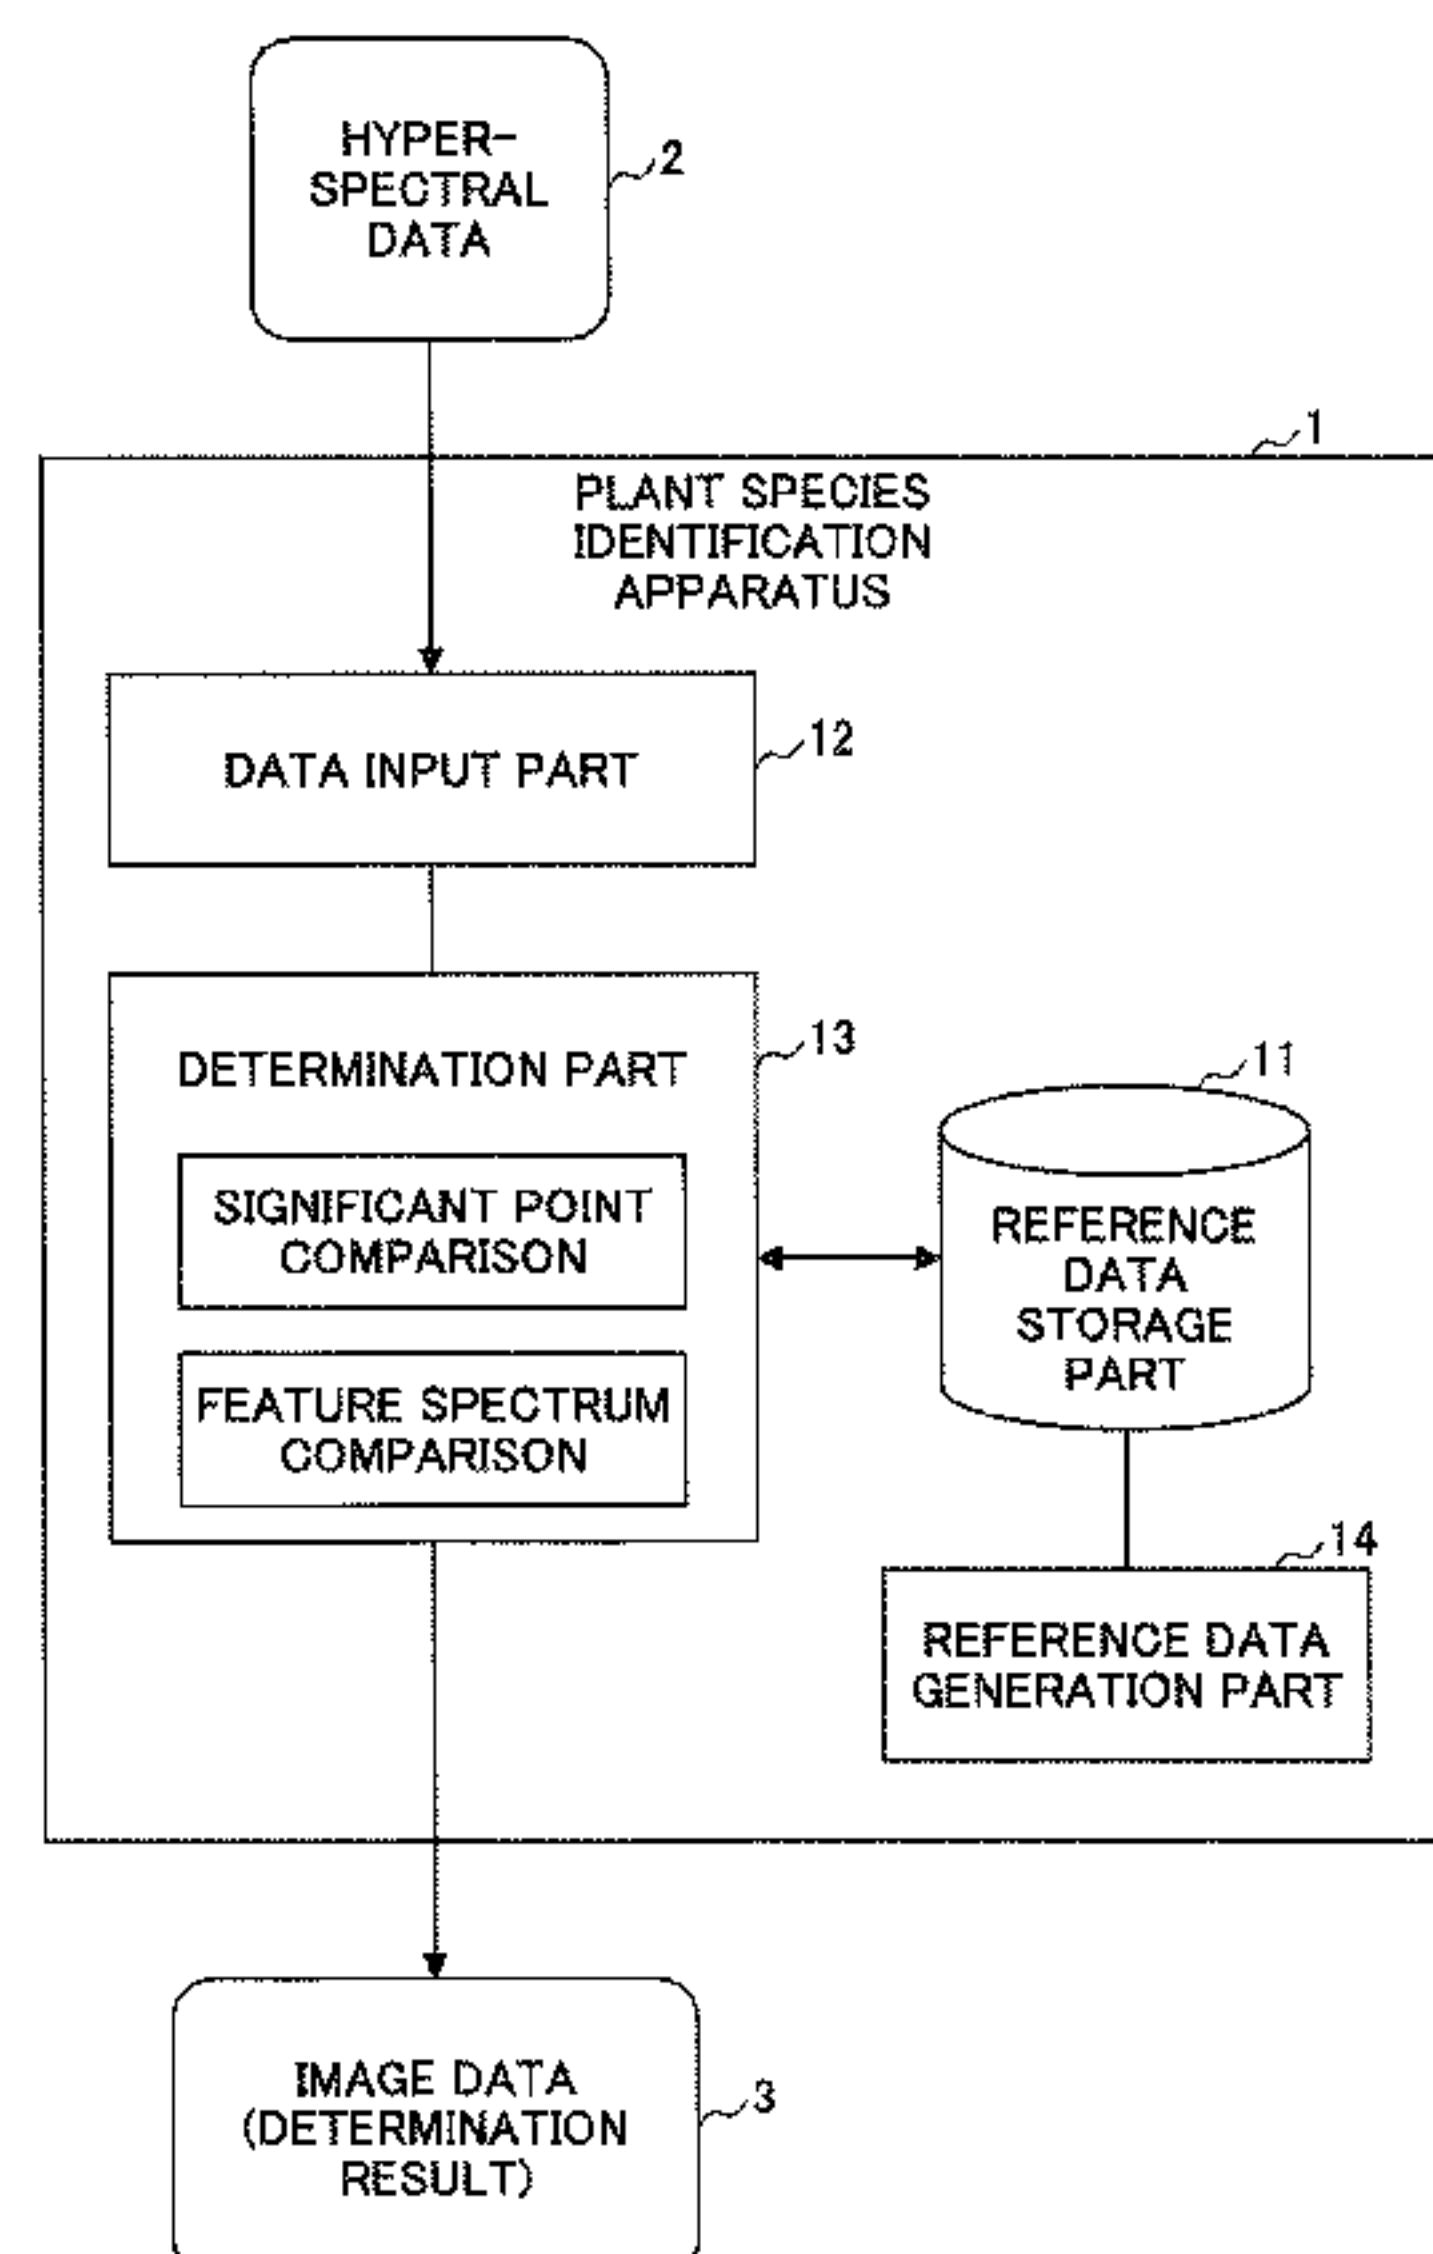 HYPER-
SPECTRAL
DATA
2
1
PLANT SPECIES
IDENTIFICATION
APPARATUS
DATA INPUT PART
12
DETERMINATION PART
13
SIGNIFICANT POINT
COMPARISON
FEATURE SPECTRUM
COMPARISON
11
REFERENCE
DATA
STORAGE
PART
14
REFERENCE DATA
GENERATION PART
IMAGE DATA
(DETERMINATION
RESULT)
3